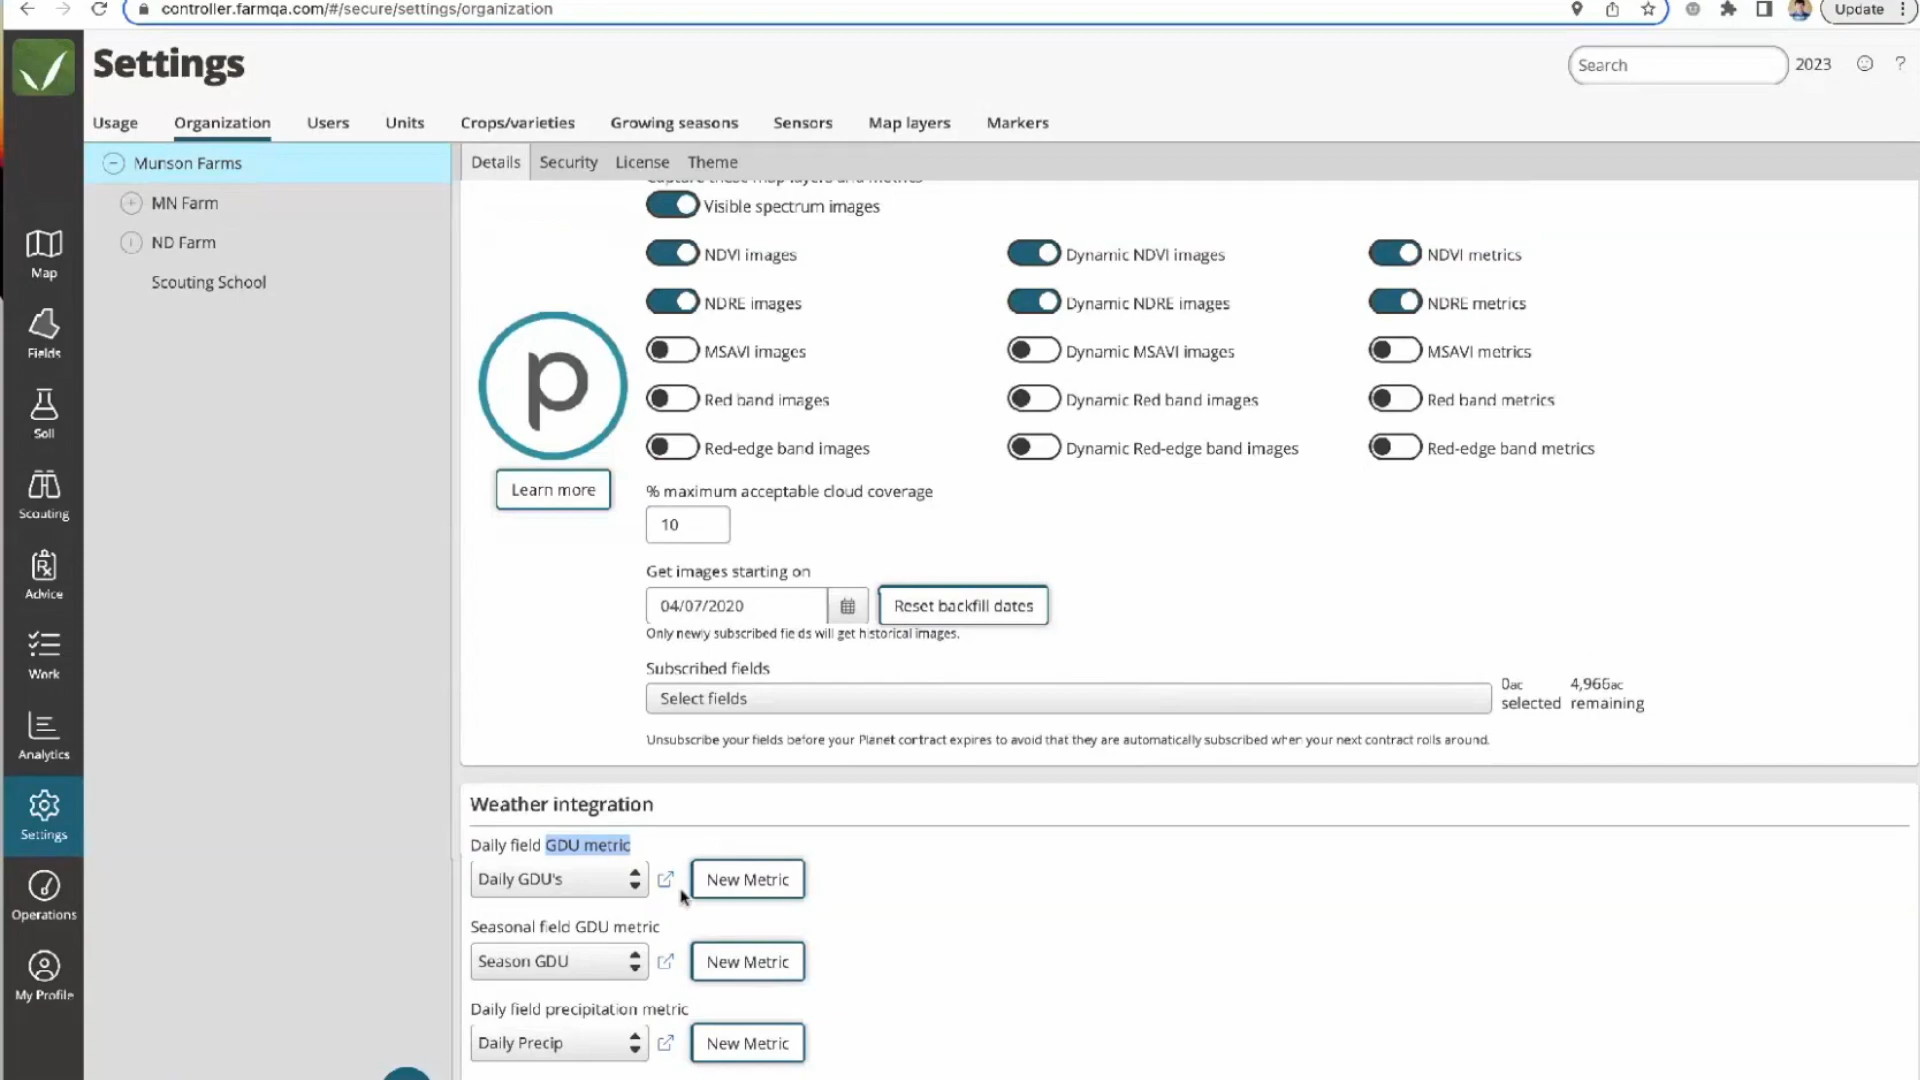 controller.farmqa.com/#/secure/settings/organization
Update
Settings
Search
2023
?
Usage
Organization
Users
Units
Crops/varieties
Growing seasons
Sensors
Map layers
Markers
Munson Farms
MN Farm
ND Farm
Scouting School
Map
Fields
Soil
Scouting
Advice
Work
Analytics
Settings
Operations
My Profile
Details
Security
License
Theme
Capture these map layers and metrics
Visible spectrum images
NDVI images
Dynamic NDVI images
NDVI metrics
NDRE images
Dynamic NDRE images
NDRE metrics
MSAVI images
Dynamic MSAVI images
MSAVI metrics
Red band images
Dynamic Red band images
Red band metrics
Red-edge band images
Dynamic Red-edge band images
Red-edge band metrics
p
Learn more
% maximum acceptable cloud coverage
10
Get images starting on
04/07/2020
Reset backfill dates
Only newly subscribed fields will get historical images.
Subscribed fields
Select fields
0ac selected
4,966ac remaining
Unsubscribe your fields before your Planet contract expires to avoid that they are automatically subscribed when your next contract rolls around.
Weather integration
Daily field GDU metric
Daily GDU's
New Metric
Seasonal field GDU metric
Season GDU
New Metric
Daily field precipitation metric
Daily Precip
New Metric